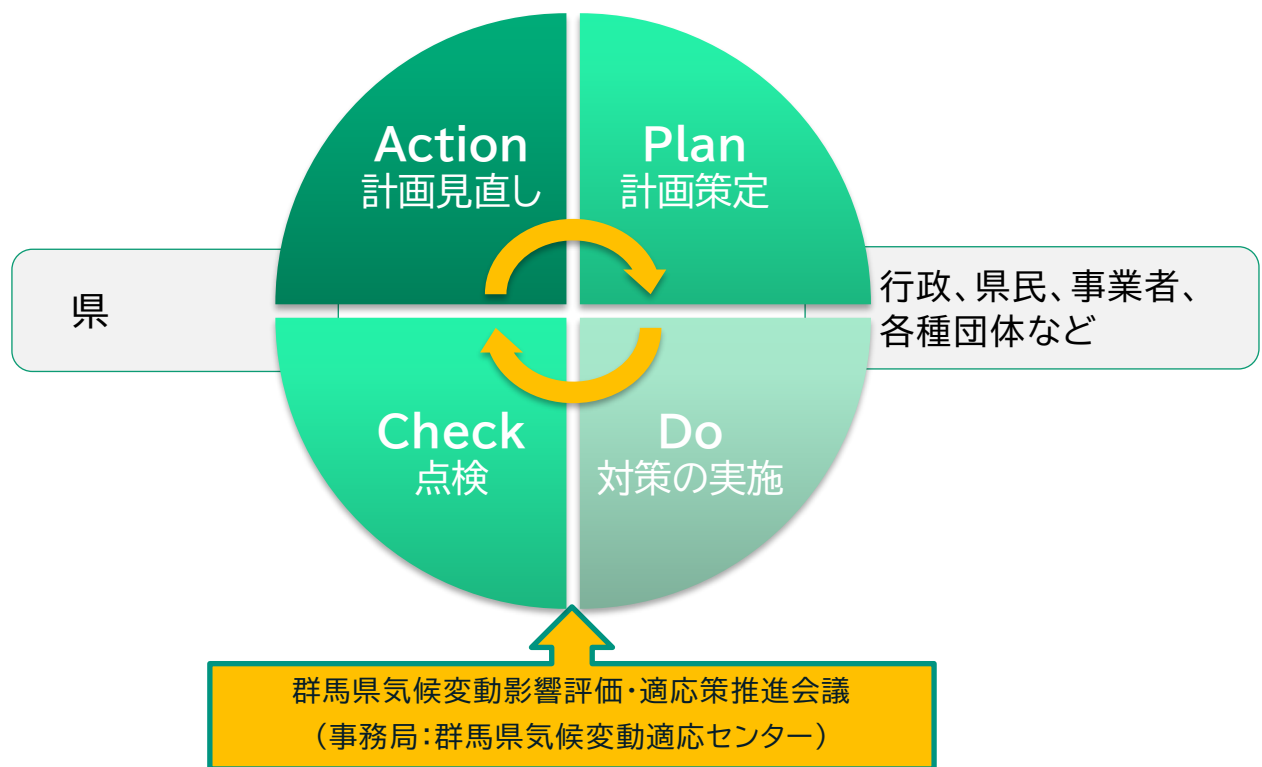 Action
計画見直し
Plan
計画策定
県
行政、県民、事業者、
各種団体など
Check
点検
Do
対策の実施
群馬県気候変動影響評価・適応策推進会議
（事務局：群馬県気候変動適応センター）